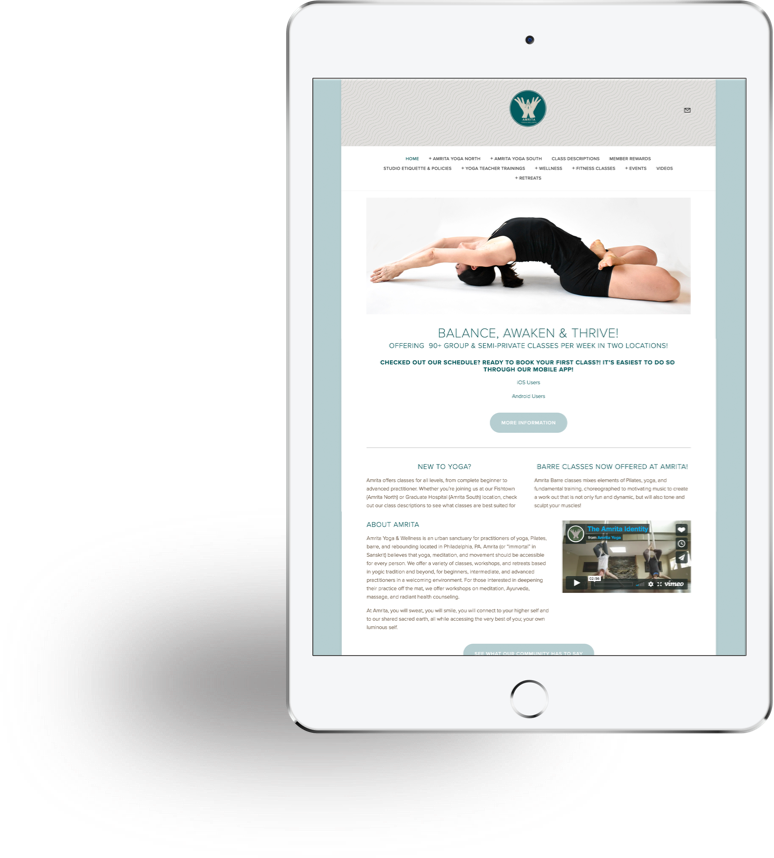 AMRITA
HOME + AMRITA YOGA NORTH + AMRITA YOGA SOUTH CLASS DESCRIPTIONS MEMBER REWARDS
STUDIO ETIQUETTE & POLICIES + YOGA TEACHER TRAININGS + WELLNESS + FITNESS CLASSES + EVENTS VIDEOS
+ RETREATS
BALANCE, AWAKEN & THRIVE!
OFFERING 90+ GROUP & SEMI-PRIVATE CLASSES PER WEEK IN TWO LOCATIONS!
CHECKED OUT OUR SCHEDULE? READY TO BOOK YOUR FIRST CLASS?! IT'S EASIEST TO DO SO
THROUGH OUR MOBILE APP!
iOS Users
Android Users
MORE INFORMATION
NEW TO YOGA?
Amrita offers classes for all levels, from complete beginner to
advanced practitioner. Whether you're joining us at our Fishtown
(Amrita North) or Graduate Hospital (Amrita South) location, check
out our class descriptions to see what classes are best suited for
BARRE CLASSES NOW OFFERED AT AMRITA!
Amrita Barre classes mixes elements of Pilates, yoga, and
fundamental training, choreographed to motivating music to create
a work out that is not only fun and dynamic, but will also tone and
sculpt your muscles!
ABOUT AMRITA
Amrita Yoga & Wellness is an urban sanctuary for practitioners of yoga, Pilates,
barre, and rebounding located in Philadelphia, PA. Amrita (or "immortal" in
Sanskrit) believes that yoga, meditation, and movement should be accessible
for every person. We offer a variety of classes, workshops, and retreats based
in yogic tradition and beyond, for beginners, intermediate, and advanced
practitioners in a welcoming environment. For those interested in deepening
their practice off the mat, we offer workshops on meditation, Ayurveda,
massage, and radiant health counseling.
At Amrita, you will sweat, you will smile, you will connect to your higher self and
to our shared sacred earth, all while accessing the very best of you; your own
luminous self.
The Amrita Identity
from Amrita Yoga
02:34
vimeo
SEE WHAT OUR COMMUNITY HAS TO SAY